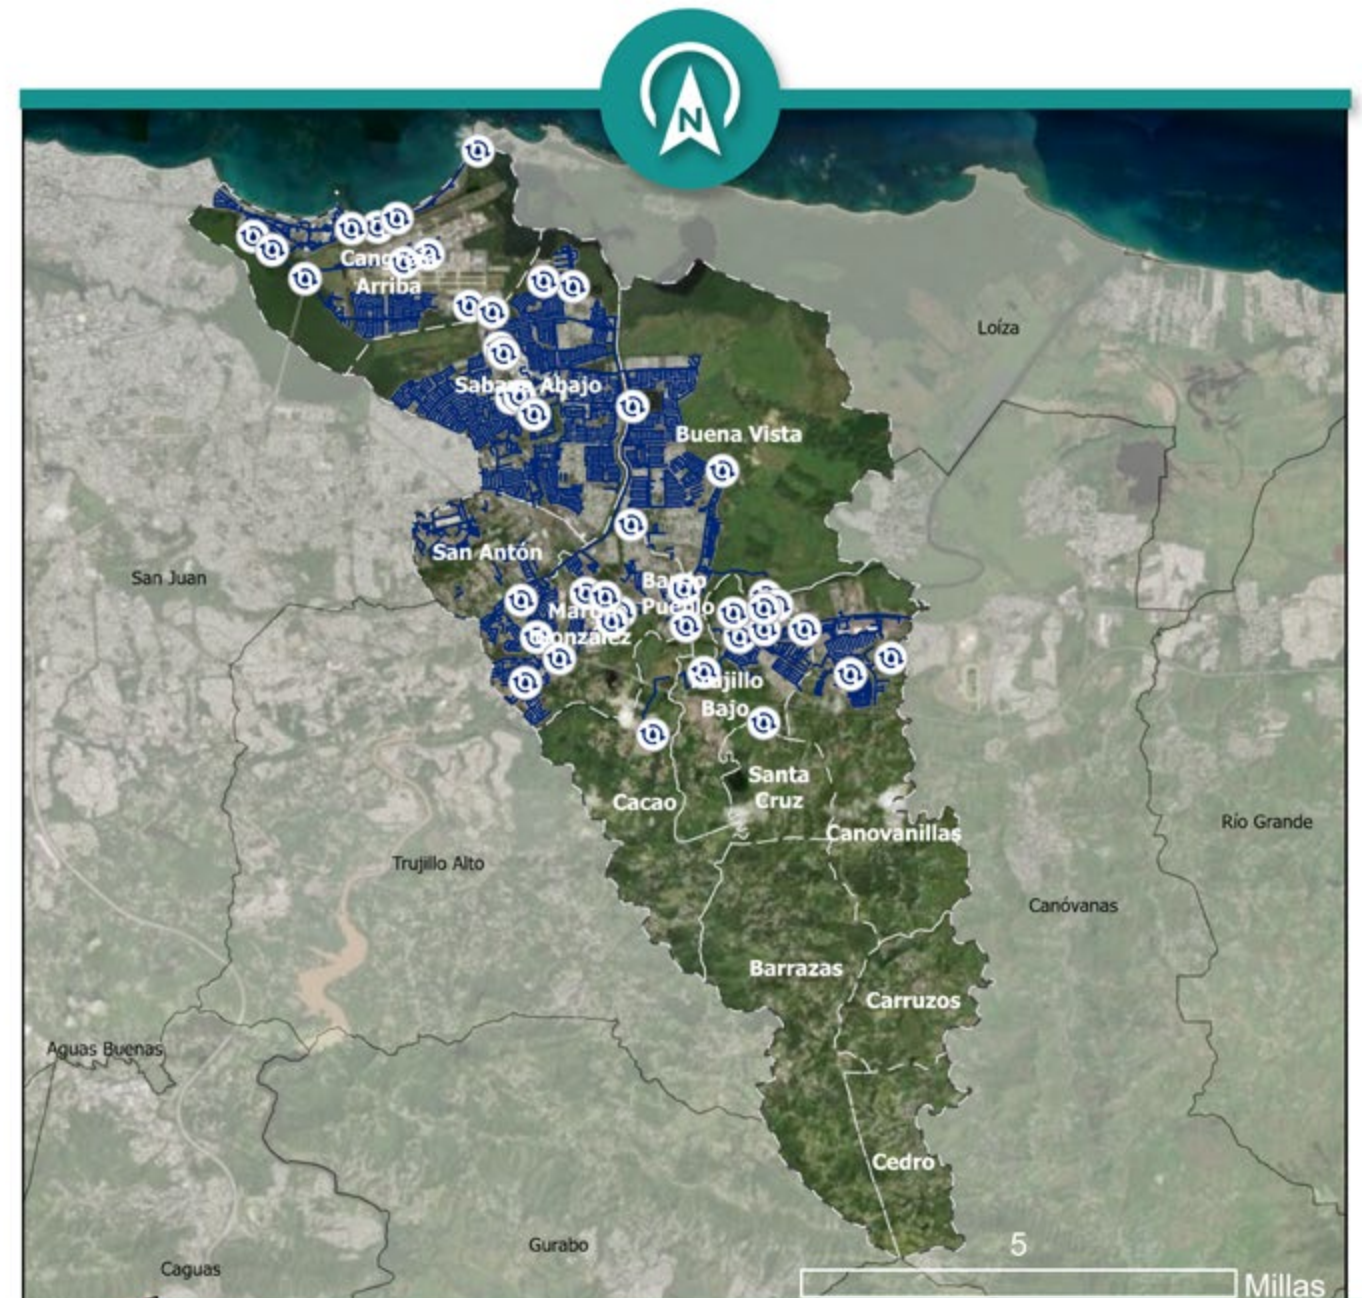 N
Loíza
Arriba
Buena Vista
San Antón
San Juan
Trujillo Alto
Bajo
Santa
Cruz
Cacao
Canovanillas
Río Grande
Canóvanas
Barrazas
Carruzos
Aguas Buenas
Cedro
Gurabo
Caguas
5
Millas